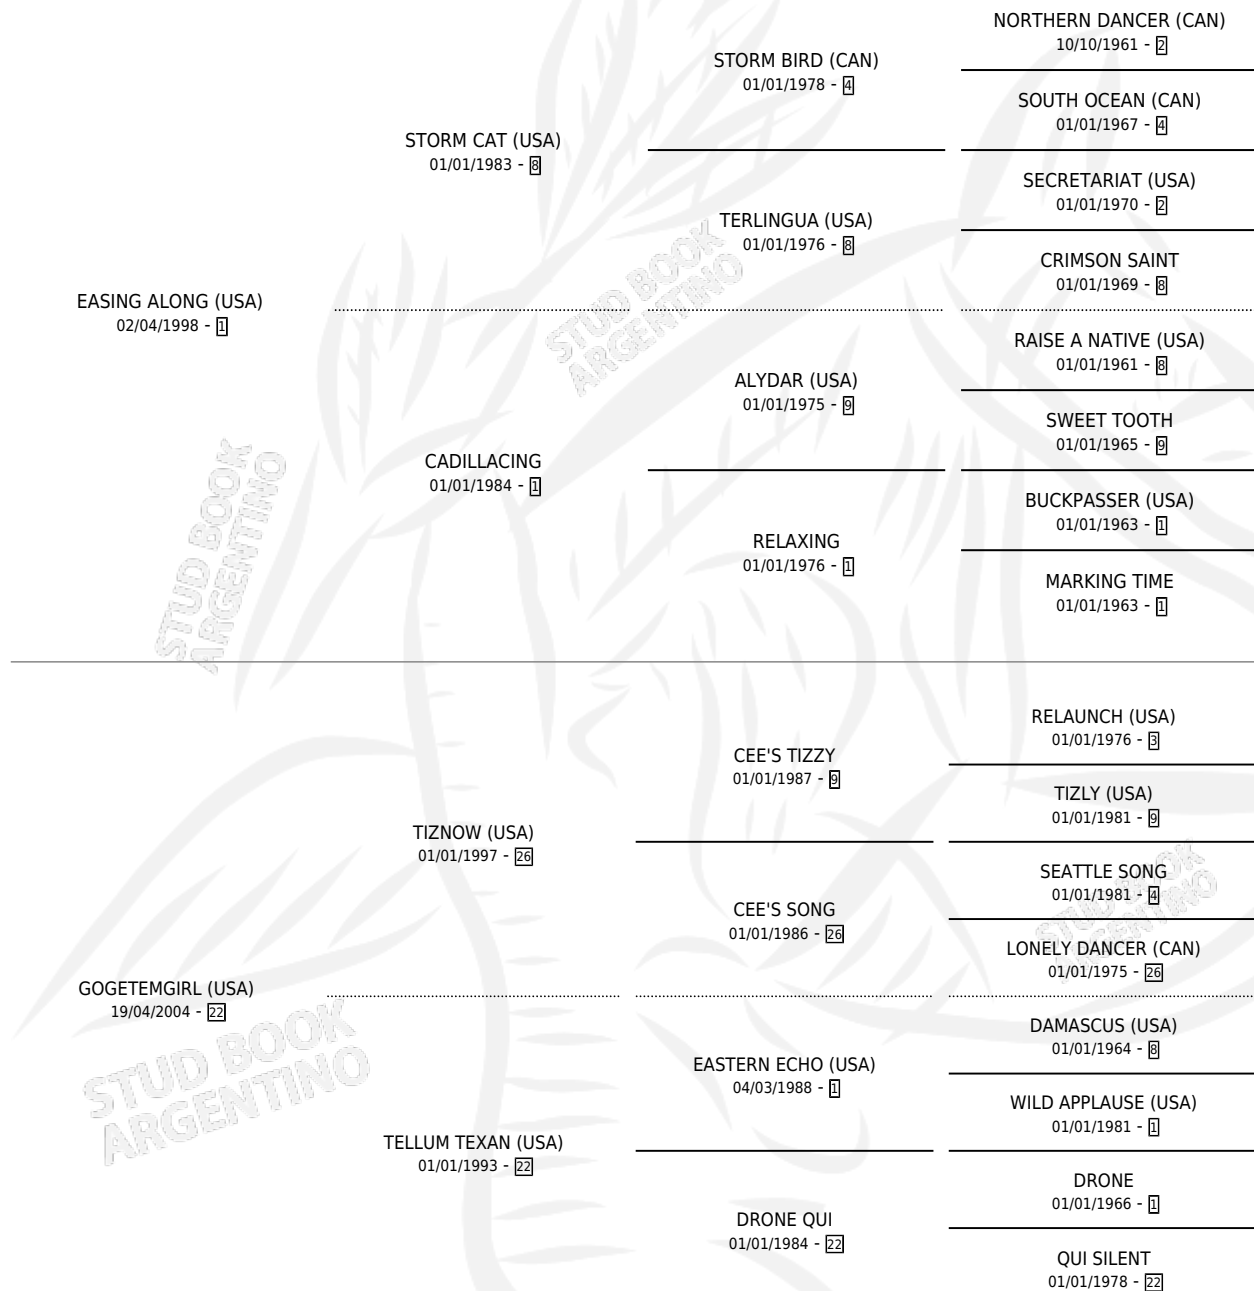 NORTHERN DANCER (CAN)
10/10/1961 - 2
STORM BIRD (CAN)
01/01/1978 - 4
SOUTH OCEAN (CAN)
01/01/1967 - 4
STORM CAT (USA)
01/01/1983 - 8
SECRETARIAT (USA)
01/01/1970 - 2
TERLINGUA (USA)
01/01/1976 - 8
CRIMSON SAINT
01/01/1969 - 8
EASING ALONG (USA)
02/04/1998 - 1
STUD BOOK
ARGENTINO
RAISE A NATIVE (USA)
01/01/1961 - 8
ALYDAR (USA)
01/01/1975 - 9
SWEET TOOTH
01/01/1965 - 9
CADILLACING
01/01/1984 - 1
BUCKPASSER (USA)
01/01/1963 - 1
RELAXING
01/01/1976 - 1
MARKING TIME
01/01/1963 - 1
STUD BOOK
ARGENTINO
RELAUNCH (USA)
01/01/1976 - 3
CEE'S TIZZY
01/01/1987 - 9
TIZLY (USA)
01/01/1981 - 9
TIZNOW (USA)
01/01/1997 - 26
SEATTLE SONG
01/01/1981 - 4
CEE'S SONG
01/01/1986 - 26
STUD BOOK
ARGENTINO
LONELY DANCER (CAN)
01/01/1975 - 26
GOGETEMGIRL (USA)
19/04/2004 - 22
DAMASCUS (USA)
01/01/1964 - 8
EASTERN ECHO (USA)
04/03/1988 - 1
WILD APPLAUSE (USA)
01/01/1981 - 1
STUD BOOK
ARGENTINO
TELLUM TEXAN (USA)
01/01/1993 - 22
DRONE
01/01/1966 - 1
DRONE QUI
01/01/1984 - 22
QUI SILENT
01/01/1978 - 22